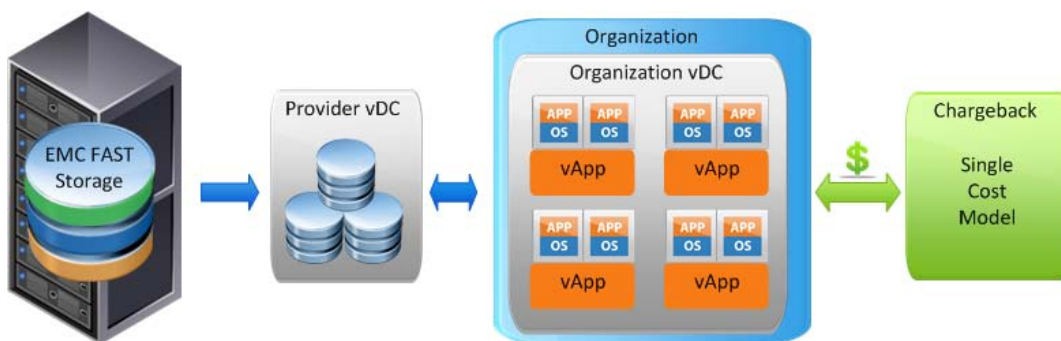 EMC FAST
Storage
Provider vDC
Organization
Organization vDC
APP APP APP APP
OS OS OS OS
vApp vApp
APP APP APP APP
OS OS OS OS
vApp vApp
$
Chargeback
Single
Cost
Model